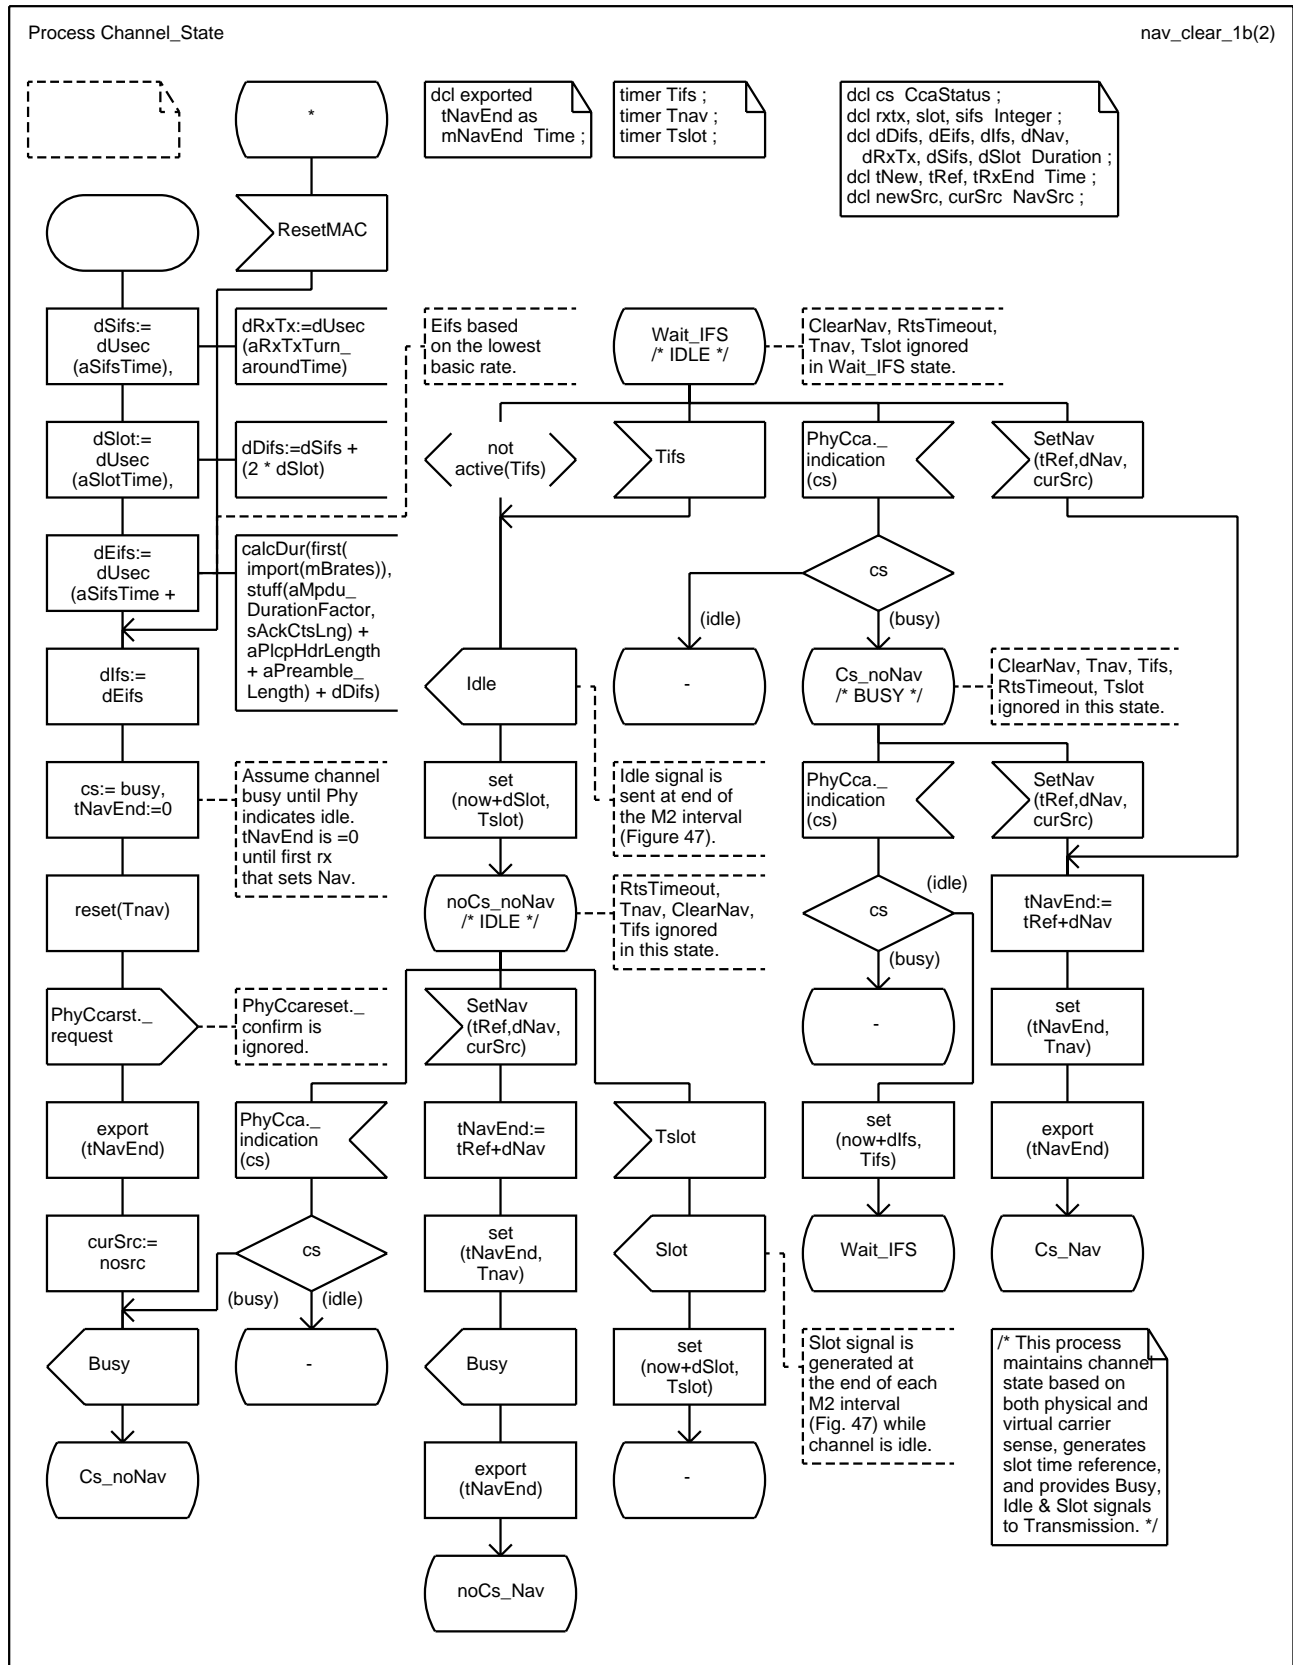 Process Channel_State
nav_clear_1b(2)
*
dcl exported
tNavEnd as
mNavEnd Time ;
timer Tifs ;
timer Tnav ;
timer Tslot ;
dcl cs CcaStatus ;
dcl rxtx, slot, sifs Integer ;
dcl dDifs, dEifs, dIfs, dNav,
dRxTx, dSifs, dSlot Duration ;
dcl tNew, tRef, tRxEnd Time ;
dcl newSrc, curSrc NavSrc ;
ResetMAC
dSifs:=
dUsec
(aSifsTime),
dRxTx:=dUsec
(aRxTxTurn_
aroundTime)
Eifs based
on the lowest
basic rate.
Wait_IFS
/* IDLE */
ClearNav, RtsTimeout,
Tnav, Tslot ignored
in Wait_IFS state.
dSlot:=
dUsec
(aSlotTime),
dDifs:=dSifs +
(2 * dSlot)
not
active(Tifs)
Tifs
PhyCca._
indication
(cs)
SetNav
(tRef,dNav,
curSrc)
dEifs:=
dUsec
(aSifsTime +
calcDur(first(
import(mBrates)),
stuff(aMpdu_
DurationFactor,
sAckCtsLng) +
aPlcpHdrLength
+ aPreamble_
Length) + dDifs)
cs
(idle)
(busy)
dIfs:=
dEifs
Idle
-
Cs_noNav
/* BUSY */
ClearNav, Tnav, Tifs,
RtsTimeout, Tslot
ignored in this state.
cs:= busy,
tNavEnd:=0
Assume channel
busy until Phy
indicates idle.
tNavEnd is =0
until first rx
that sets Nav.
set
(now+dSlot,
Tslot)
Idle signal is
sent at end of
the M2 interval
(Figure 47).
PhyCca._
indication
(cs)
SetNav
(tRef,dNav,
curSrc)
reset(Tnav)
noCs_noNav
/* IDLE */
RtsTimeout,
Tnav, ClearNav,
Tifs ignored
in this state.
cs
(idle)
(busy)
tNavEnd:=
tRef+dNav
PhyCcarst._
request
PhyCcareset._
confirm is
ignored.
SetNav
(tRef,dNav,
curSrc)
-
set
(tNavEnd,
Tnav)
export
(tNavEnd)
PhyCca._
indication
(cs)
tNavEnd:=
tRef+dNav
Tslot
set
(now+dIfs,
Tifs)
export
(tNavEnd)
curSrc:=
nosrc
cs
(busy)
(idle)
set
(tNavEnd,
Tnav)
Slot
Wait_IFS
Cs_Nav
Busy
-
Busy
set
(now+dSlot,
Tslot)
Slot signal is
generated at
the end of each
M2 interval
(Fig. 47) while
channel is idle.
/* This process
maintains channel
state based on
both physical and
virtual carrier
sense, generates
slot time reference,
and provides Busy,
Idle & Slot signals
to Transmission. */
Cs_noNav
export
(tNavEnd)
-
noCs_Nav